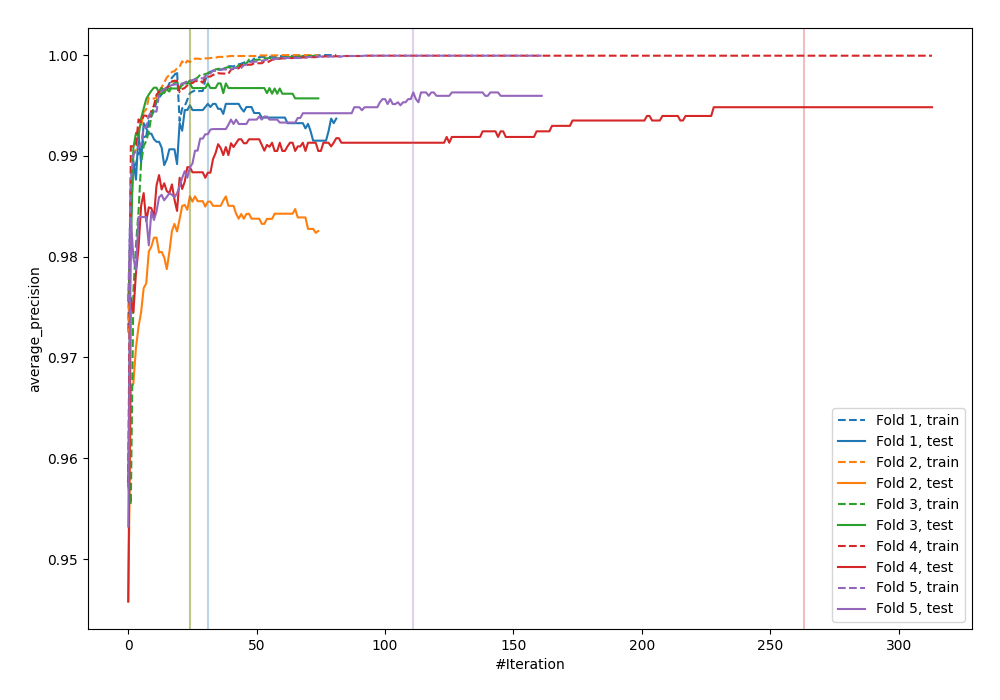 1.00
0.99
0.98
0.97
0.96
0.95
average_precision
0
50
100
150
200
250
300
#Iteration
Fold 1, train
Fold 1, test
Fold 2, train
Fold 2, test
Fold 3, train
Fold 3, test
Fold 4, train
Fold 4, test
Fold 5, train
Fold 5, test